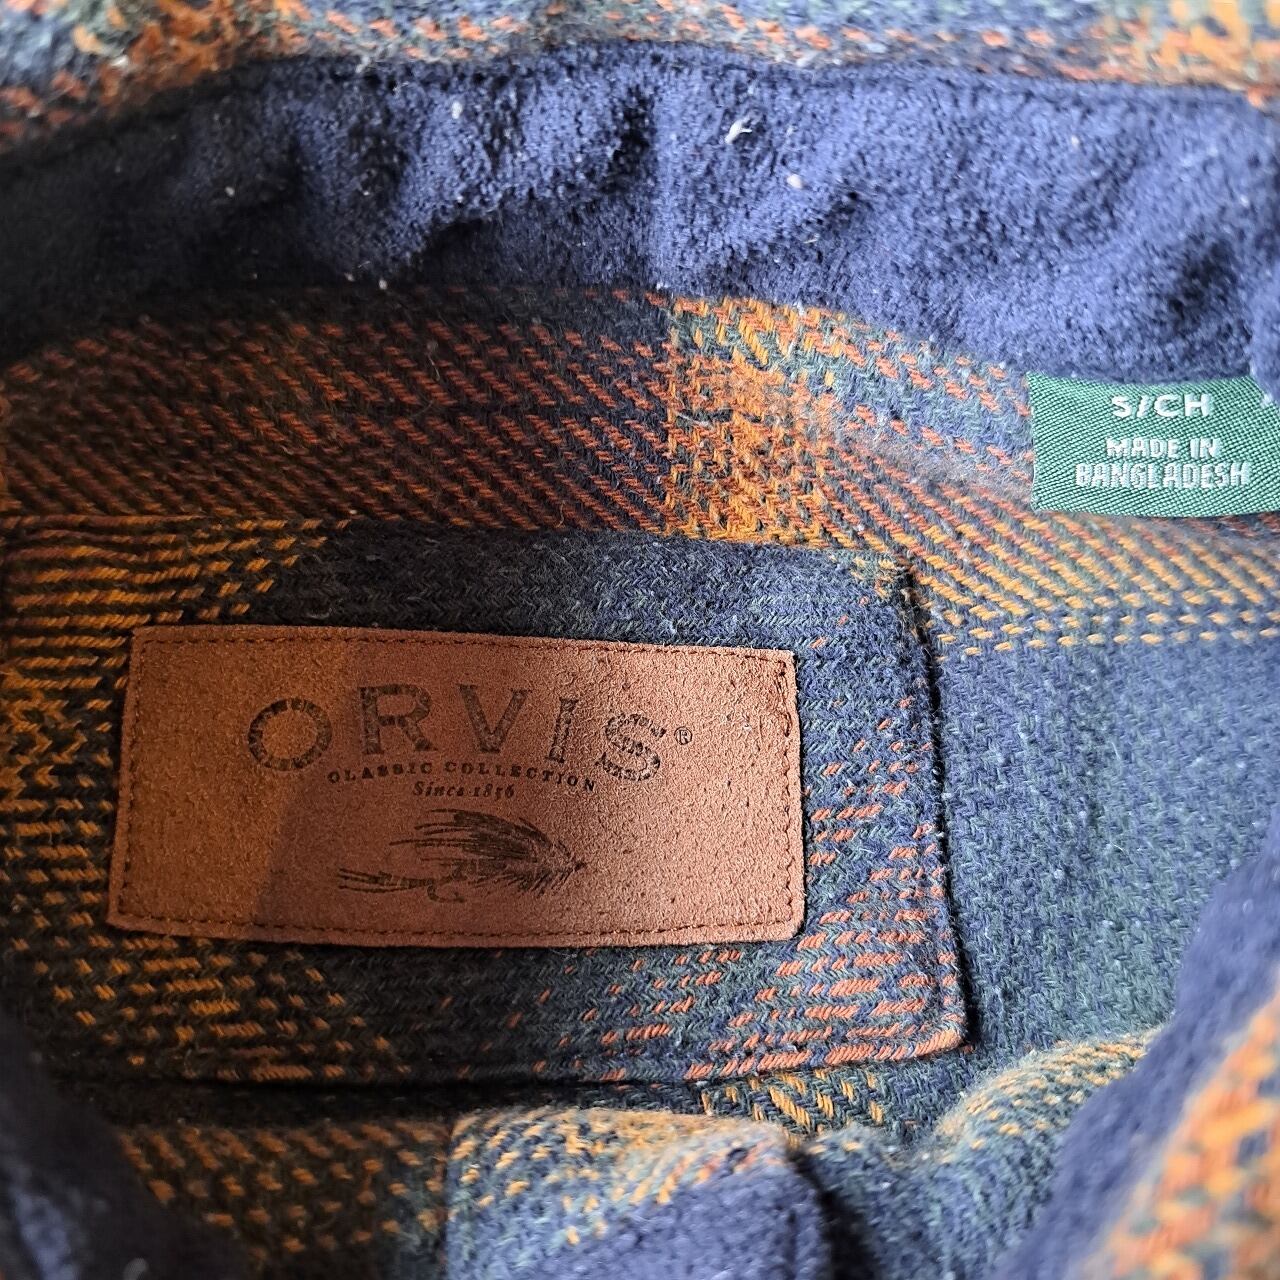 S/CH
MADE IN
BANGLADESH
ORVIS®
CLASSIC COLLECTION
Since 1856